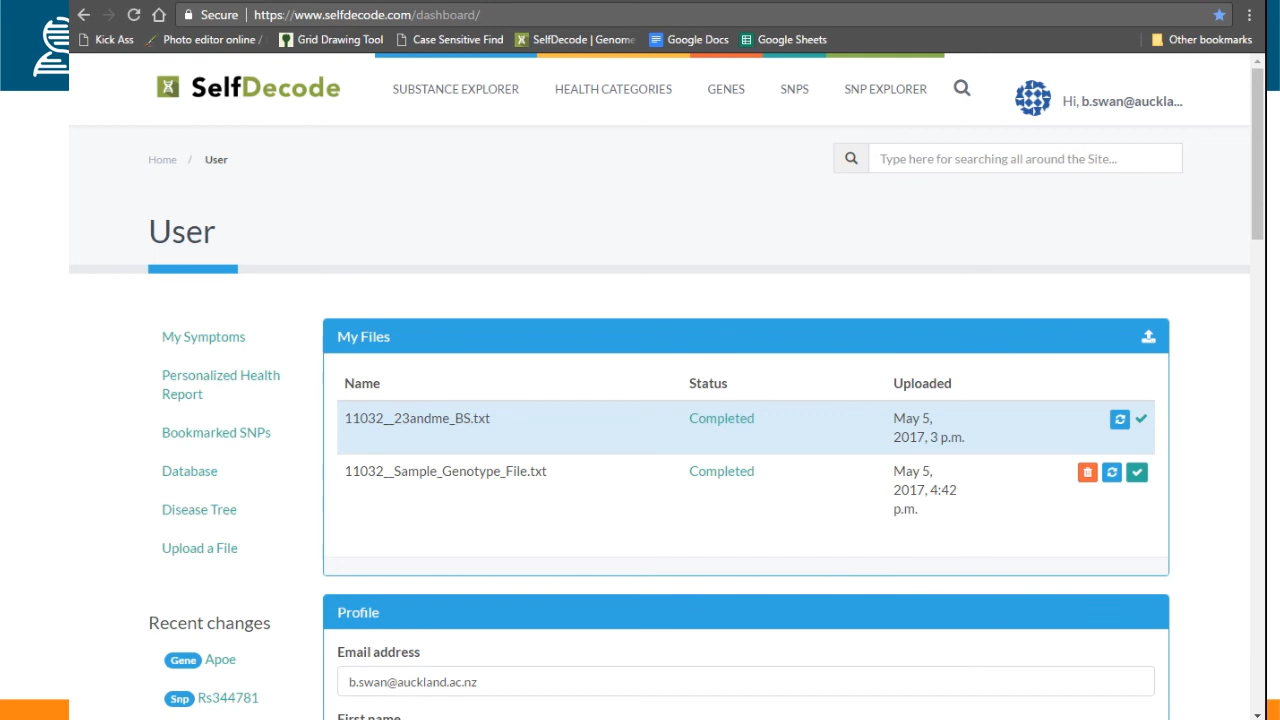 Secure | https://www.selfdecode.com/dashboard/
Kick Ass Photo editor online / Grid Drawing Tool Case Sensitive Find SelfDecode | Genome Google Docs Google Sheets Other bookmarks
SelfDecode SUBSTANCE EXPLORER HEALTH CATEGORIES GENES SNPS SNP EXPLORER Hi, b.swan@auckla...
Home / User Type here for searching all around the Site...
User
My Symptoms
Personalized Health
Report
Bookmarked SNPs
Database
Disease Tree
Upload a File
My Files
Name Status Uploaded
11032__23andme_BS.txt Completed May 5,
2017, 3 p.m.
11032__Sample_Genotype_File.txt Completed May 5,
2017, 4:42
p.m.
Recent changes
Gene Apoe
Snp Rs344781
Profile
Email address
b.swan@auckland.ac.nz
First name